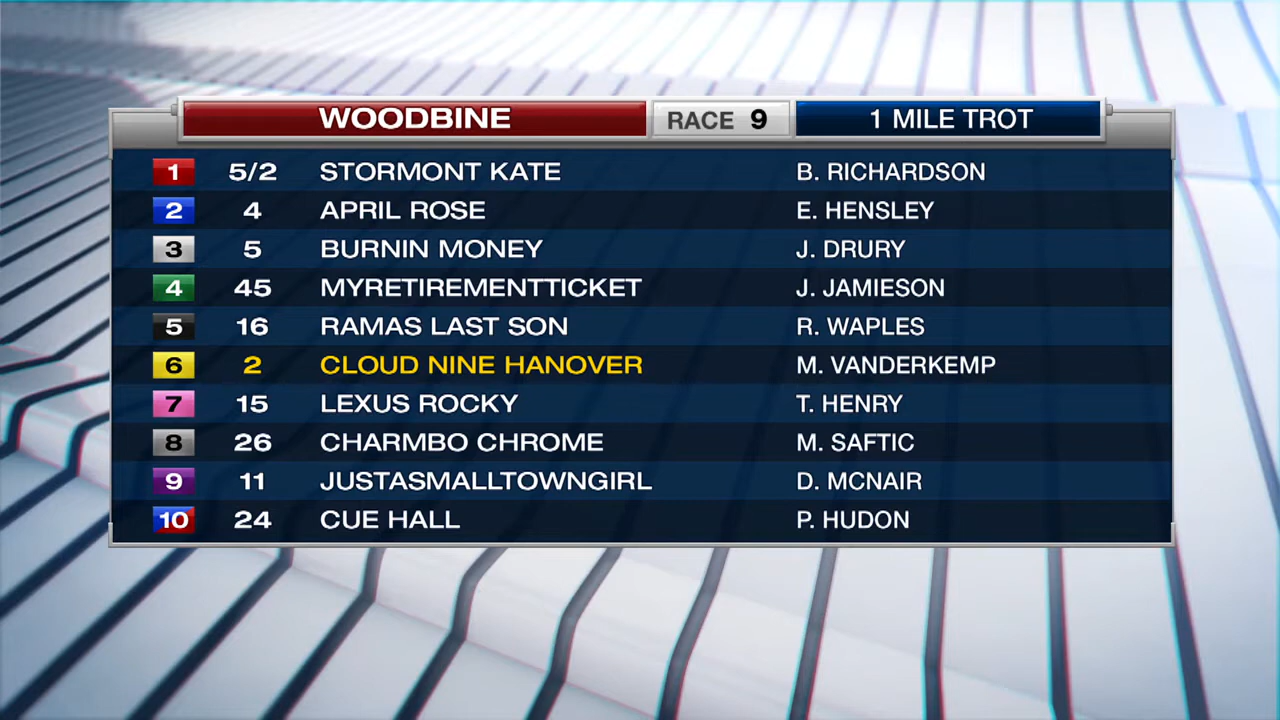 WOODBINE RACE 9 1 MILE TROT
1 5/2 STORMONT KATE B. RICHARDSON
2 4 APRIL ROSE E. HENSLEY
3 5 BURNIN MONEY J. DRURY
4 45 MYRETIREMENTTICKET J. JAMIESON
5 16 RAMAS LAST SON R. WAPLES
6 2 CLOUD NINE HANOVER M. VANDERKEMP
7 15 LEXUS ROCKY T. HENRY
8 26 CHARMBO CHROME M. SAFTIC
9 11 JUSTASMALLTOWNGIRL D. MCNAIR
10 24 CUE HALL P. HUDON